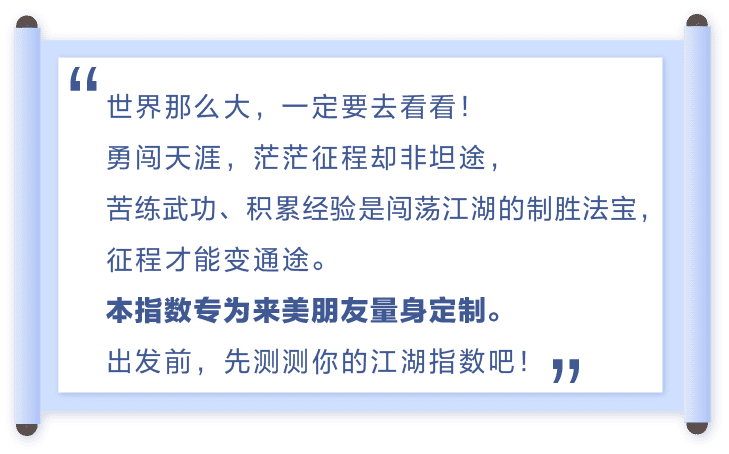 “世界那么大，一定要去看看！
勇闯天涯，茫茫征程却非坦途，
苦练武功、积累经验是闯荡江湖的制胜法宝，
征程才能变通途。
本指数专为来美朋友量身定制。
出发前，先测测你的江湖指数吧！”